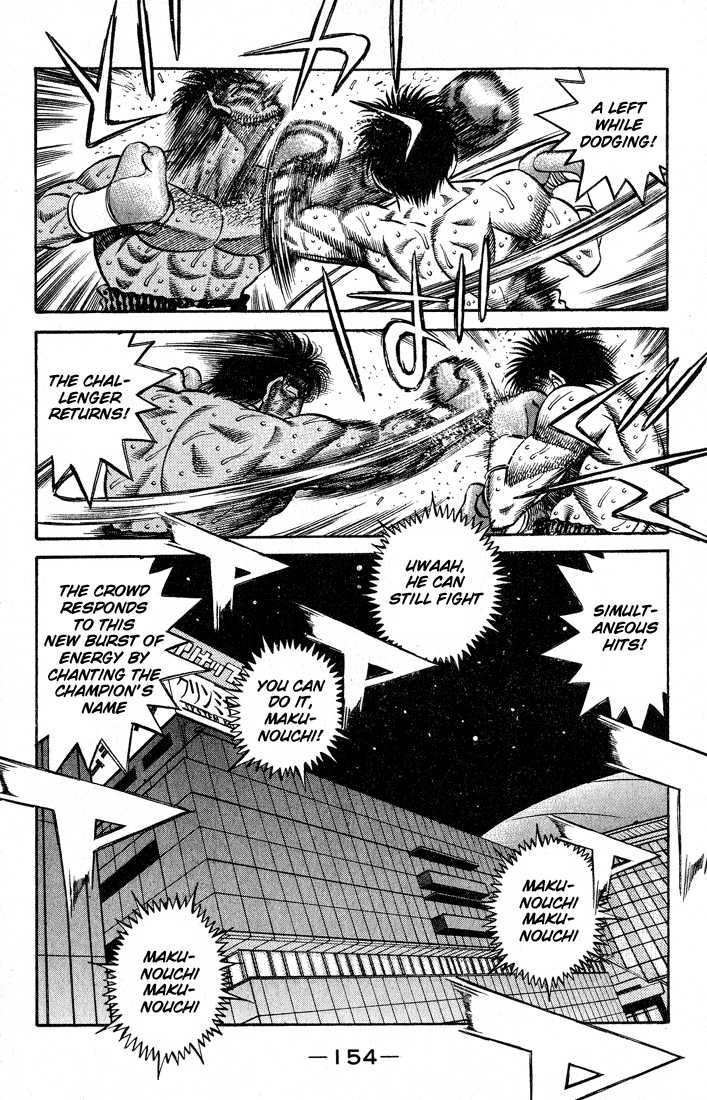 A LEFT
WHILE
DODGING!
THE CHAL-
LENGER
RETURNS!
UWAAH,
HE CAN
STILL FIGHT
SIMULT-
ANEOUS
HITS!
THE CROWD
RESPONDS
TO THIS
NEW BURST OF
ENERGY BY
CHANTING THE
CHAMPION'S
NAME
YOU CAN
DO IT,
MAKU-
NOUCHI!
MAKU-
NOUCHI
MAKU-
NOUCHI
MAKU-
NOUCHI
MAKU-
NOUCHI
—154—